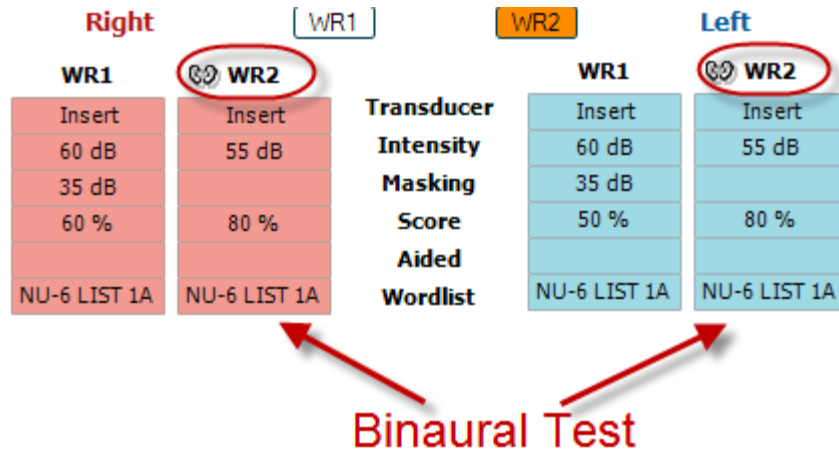 Right WR1 WR2 Left
WR1 WR2 WR1 WR2
Insert Insert Transducer Insert Insert
60 dB 55 dB Intensity 60 dB 55 dB
35 dB Masking 35 dB
60 % 80 % Score 50 % 80 %
Aided
NU-6 LIST 1A NU-6 LIST 1A Wordlist NU-6 LIST 1A NU-6 LIST 1A
Binaural Test